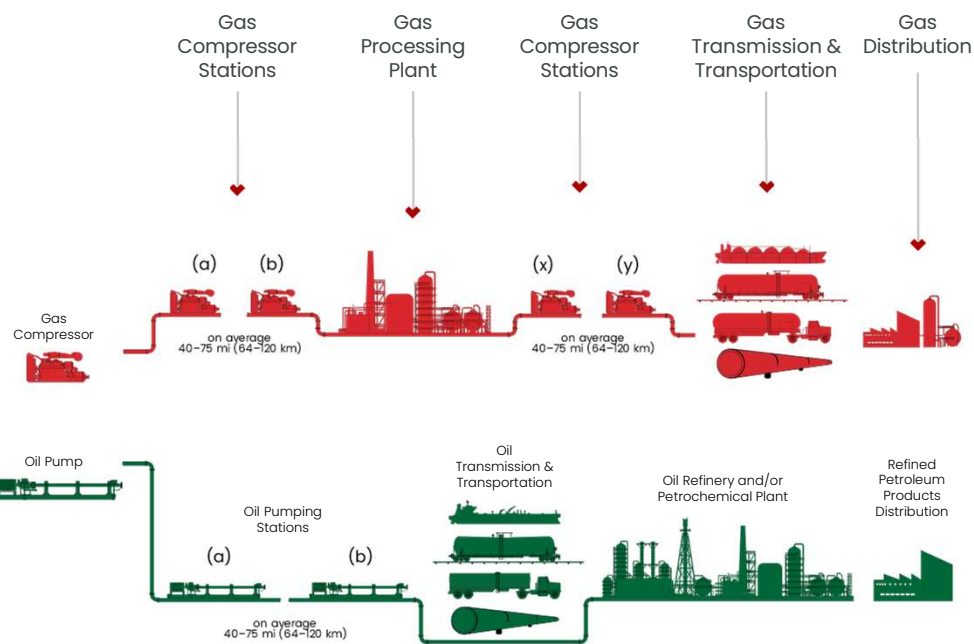 Gas
Compressor
Stations
Gas
Processing
Plant
Gas
Compressor
Stations
Gas
Transmission &
Transportation
Gas
Distribution
(a)
(b)
(x)
(y)
Gas
Compressor
on average
40–75 mi (64–120 km)
on average
40–75 mi (64–120 km)
Oil Pump
Oil Pumping
Stations
(a)
(b)
on average
40–75 mi (64–120 km)
Oil
Transmission &
Transportation
Oil Refinery and/or
Petrochemical Plant
Refined
Petroleum
Products
Distribution